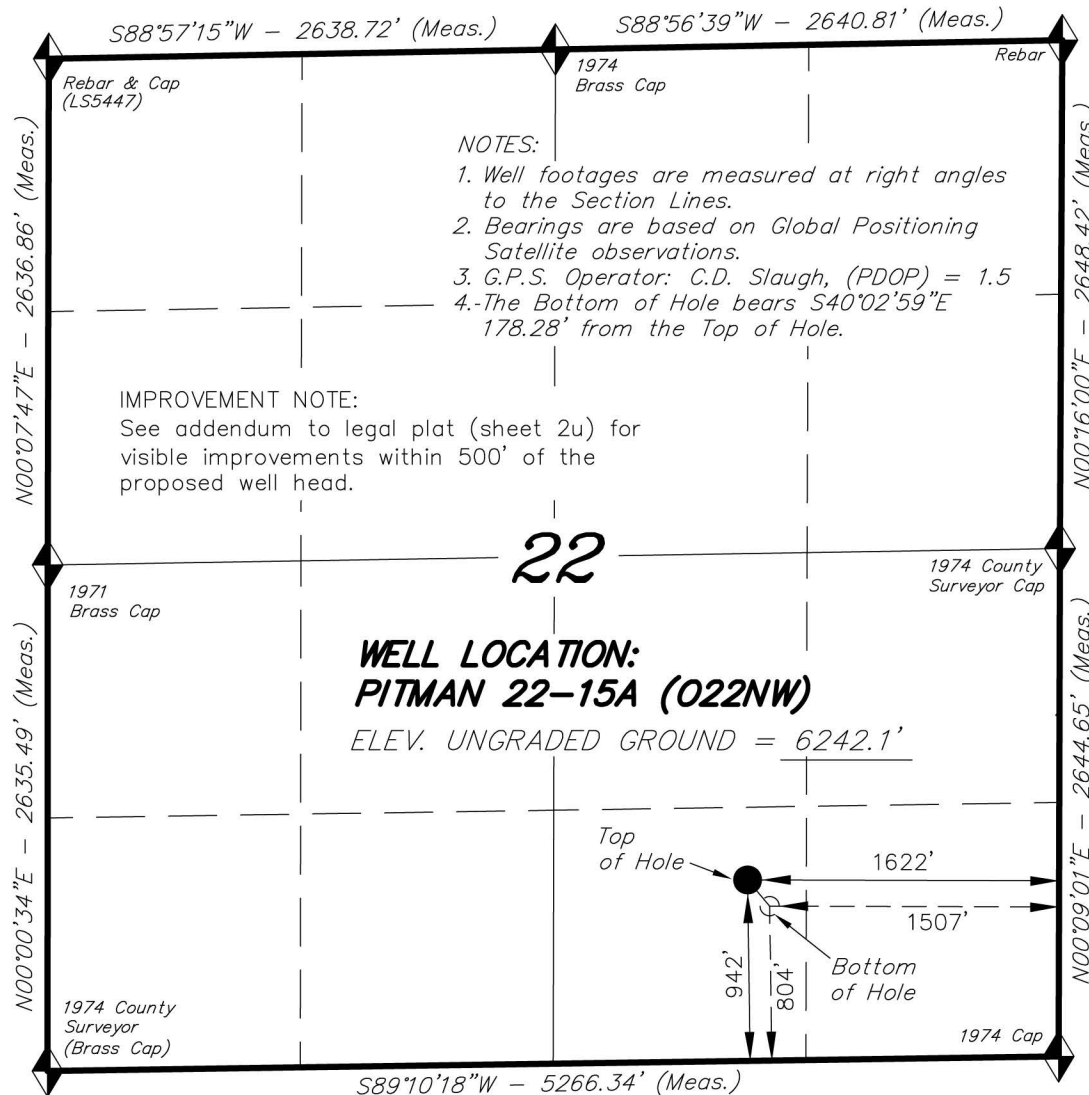 S88°57'15"W - 2638.72' (Meas.)
S88°56'39"W - 2640.81' (Meas.)
Rebar & Cap
(LS5447)
1974
Brass Cap
Rebar
N00°07'47"E - 2636.86' (Meas.)
N00°16'00"E - 2648.42' (Meas.)
NOTES:
1. Well footages are measured at right angles
to the Section Lines.
2. Bearings are based on Global Positioning
Satellite observations.
3. G.P.S. Operator: C.D. Slaugh, (PDOP) = 1.5
4.-The Bottom of Hole bears S40°02'59"E
178.28' from the Top of Hole.
IMPROVEMENT NOTE:
See addendum to legal plat (sheet 2u) for
visible improvements within 500' of the
proposed well head.
22
1971
Brass Cap
1974 County
Surveyor Cap
WELL LOCATION:
PITMAN 22-15A (O22NW)
ELEV. UNGRADED GROUND = 6242.1'
N00°00'34"E - 2635.49' (Meas.)
N00°09'01"E - 2644.65' (Meas.)
Top
of Hole
1622'
1507'
942'
804'
Bottom
of Hole
1974 County
Surveyor
(Brass Cap)
1974 Cap
S89°10'18"W - 5266.34' (Meas.)